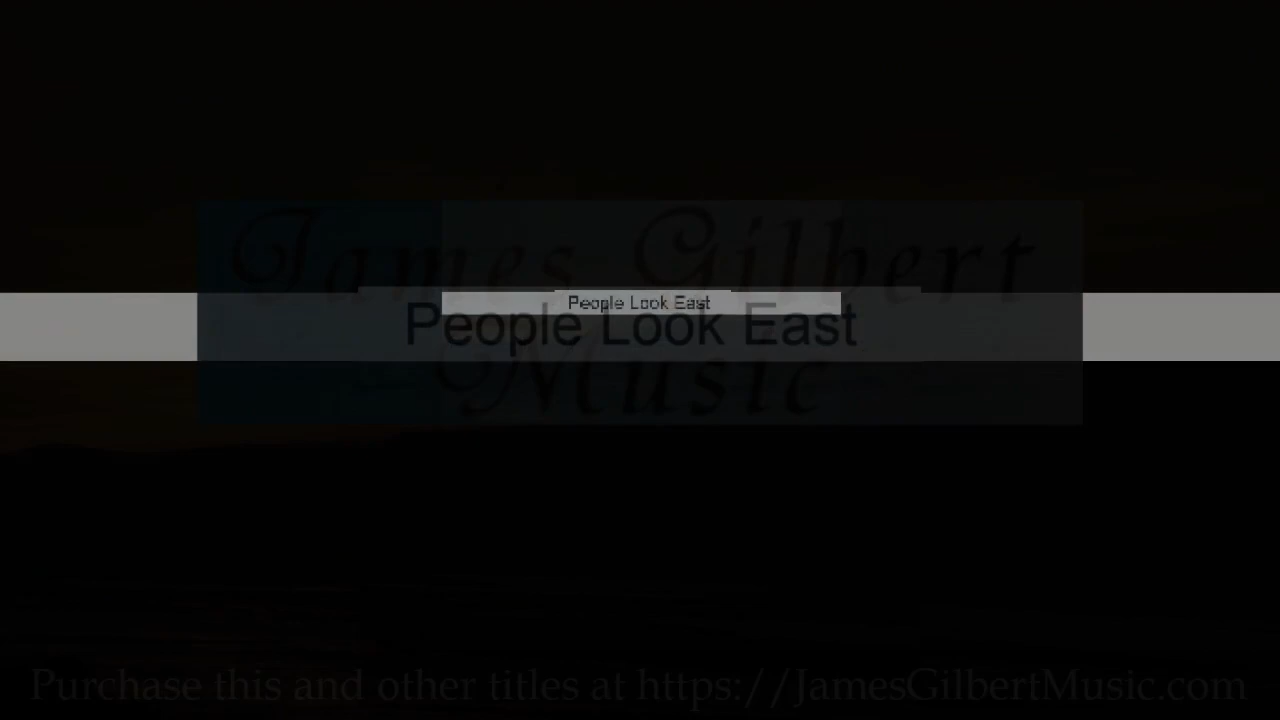 James Gilbert
People Look East
People Look East
Music
Purchase this and other titles at https://JamesGilbertMusic.com